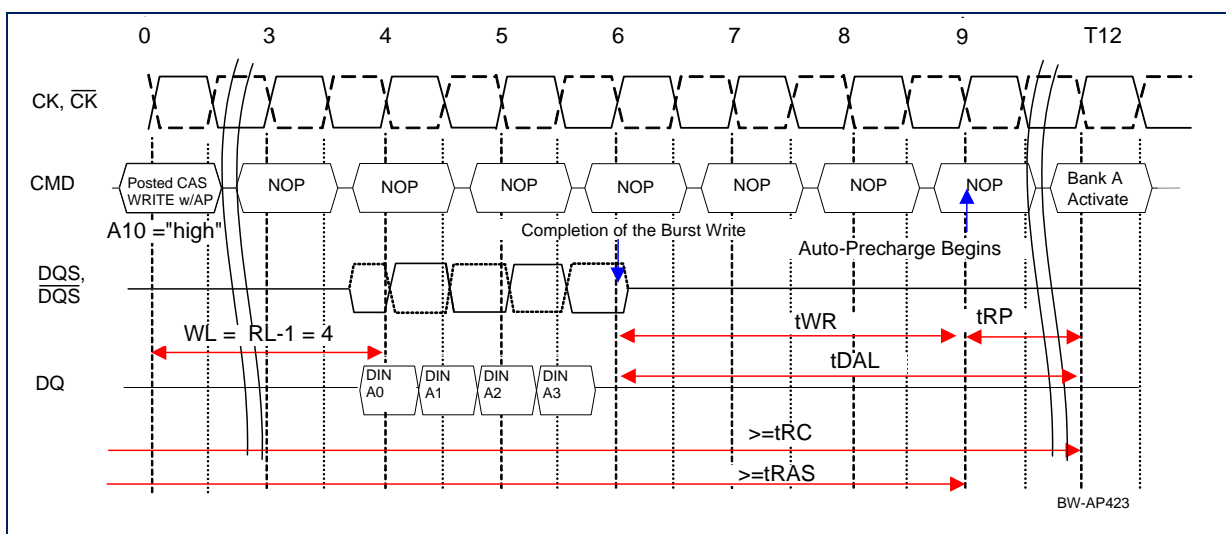 0 3 4 5 6 7 8 9 T12
CK, CK
CMD
Posted CAS
WRITE w/AP
NOP NOP NOP NOP NOP NOP NOP
Bank A
Activate
A10 ="high"
Completion of the Burst Write
Auto-Precharge Begins
DQS,
DQS
WL = RL-1 = 4
tWR
tRP
tDAL
DQ
DIN
A0
DIN
A1
DIN
A2
DIN
A3
>=tRC
>=tRAS
BW-AP423